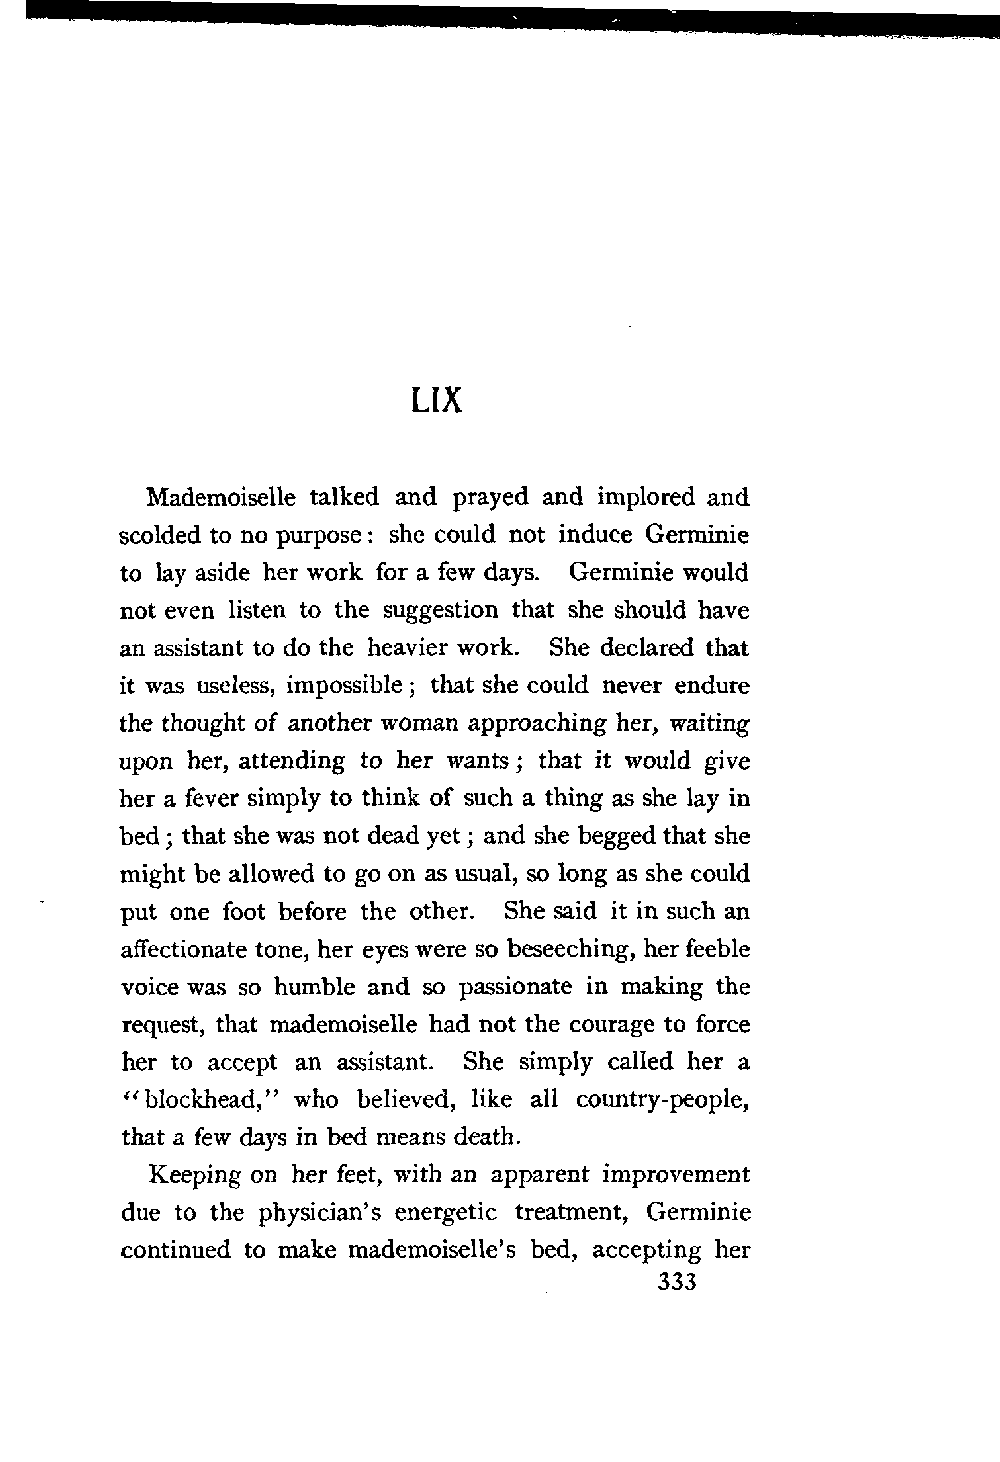 LIX
Mademoiselle talked and prayed and implored and
scolded to no purpose: she could not induce Germinie
to lay aside her work for a few days. Germinie would
not even listen to the suggestion that she should have
an assistant to do the heavier work. She declared that
it was useless, impossible; that she could never endure
the thought of another woman approaching her, waiting
upon her, attending to her wants; that it would give
her a fever simply to think of such a thing as she lay in
bed; that she was not dead yet; and she begged that she
might be allowed to go on as usual, so long as she could
put one foot before the other. She said it in such an
affectionate tone, her eyes were so beseeching, her feeble
voice was so humble and so passionate in making the
request, that mademoiselle had not the courage to force
her to accept an assistant. She simply called her a
“blockhead,” who believed, like all country-people,
that a few days in bed means death.
Keeping on her feet, with an apparent improvement
due to the physician's energetic treatment, Germinie
continued to make mademoiselle's bed, accepting her
333